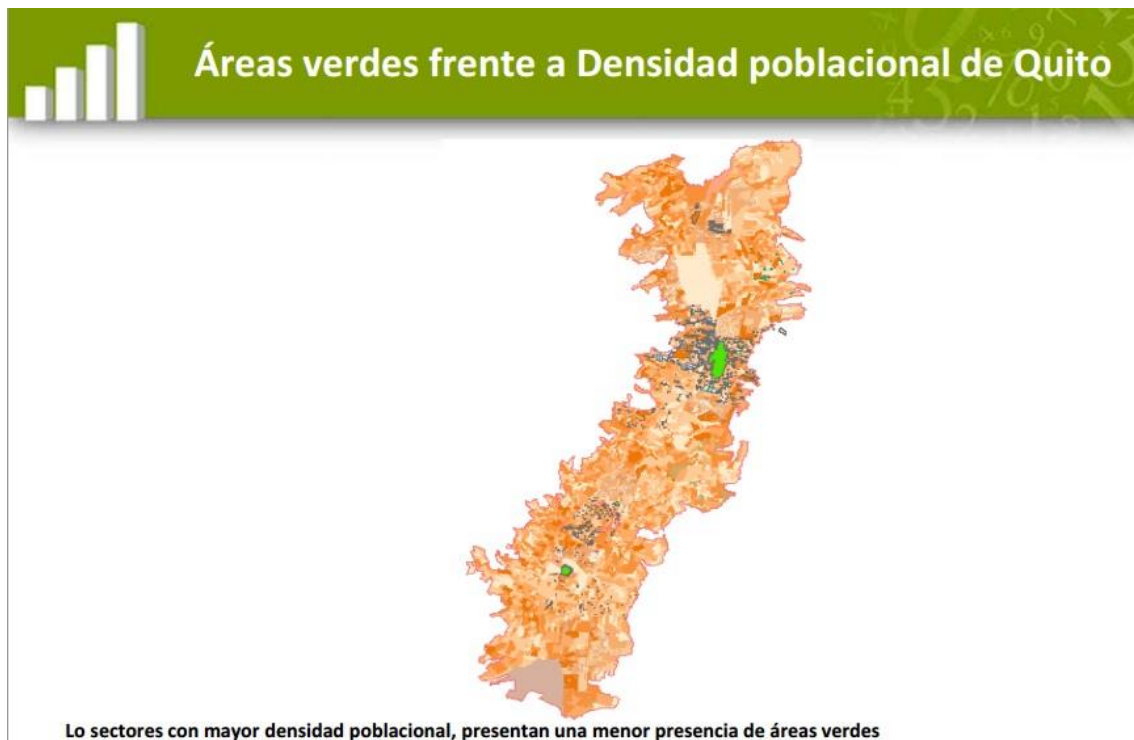 Áreas verdes frente a Densidad poblacional de Quito
Lo sectores con mayor densidad poblacional, presentan una menor presencia de áreas verdes